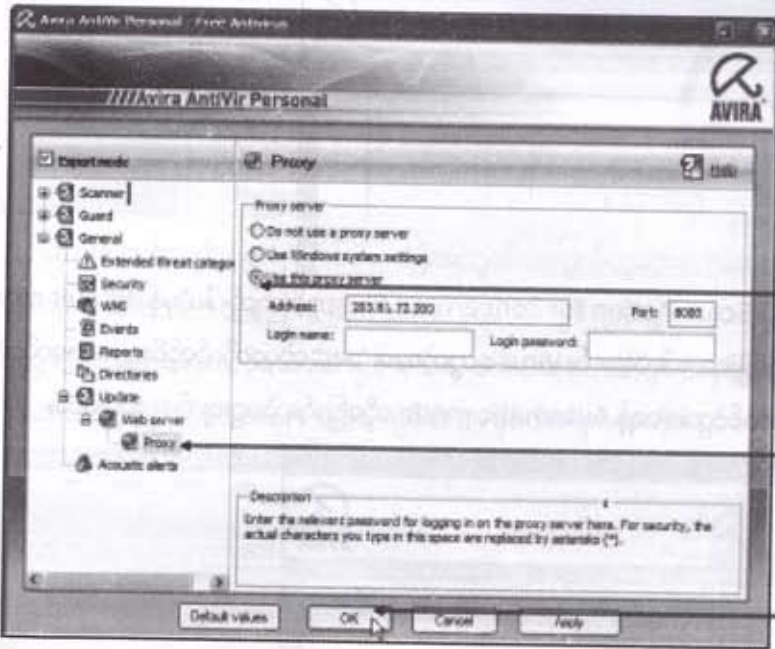 Avira AntiVir Personal - Free Antivirus
Avira AntiVir Personal
AVIRA
Expert mode
Proxy
Help
Scanner
Guard
General
Extended threat catego
Security
WMI
Events
Reports
Directories
Update
Web server
Proxy
Acoustic alerts
Proxy server
Do not use a proxy server
Use Windows system settings
Use this proxy server
Address:
Port: 8080
Login name:
Login password:
Description
Enter the relevant password for logging in on the proxy server here. For security, the
actual characters you type in this space are replaced by asterisks (*).
Default values
OK
Cancel
Apply